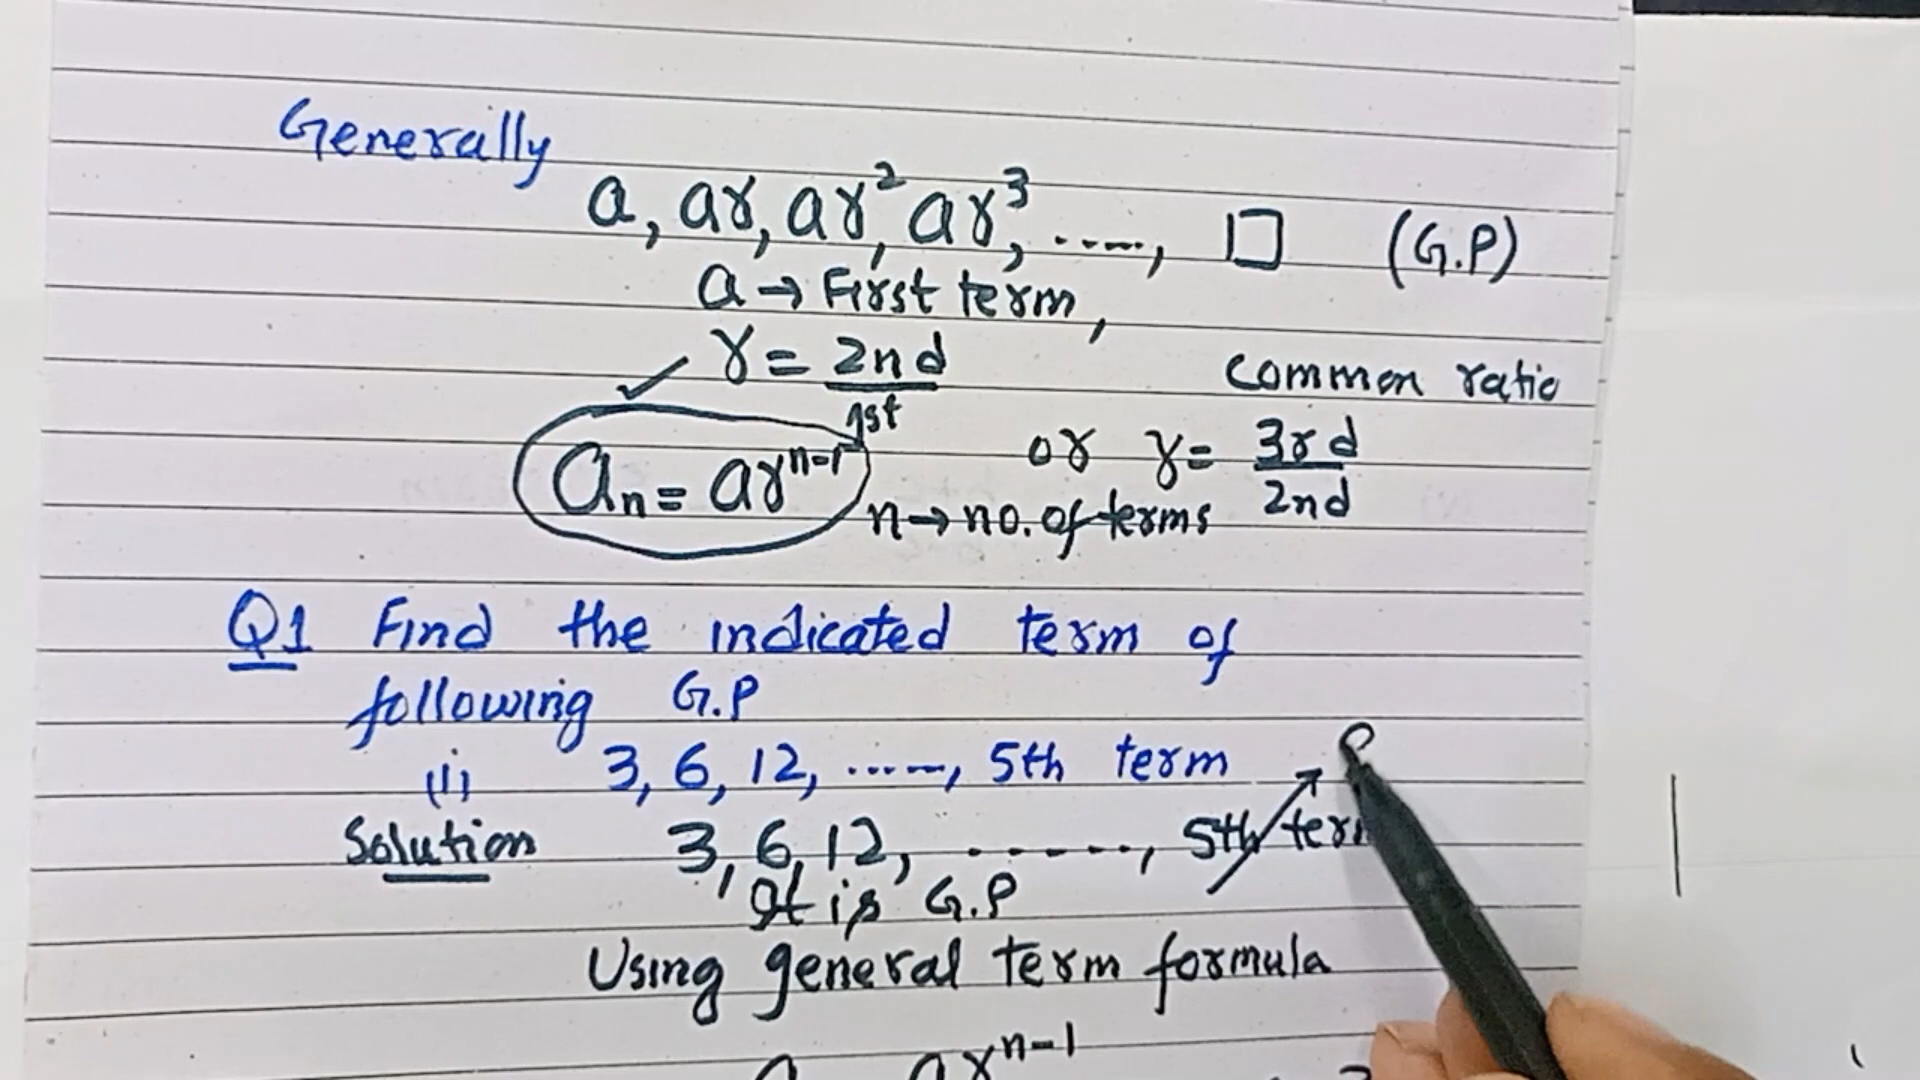 Generally
a, ar, ar², ar³, ....., □ (G.P)
a → First term,
✓ r = 2nd/1st common ratio
aₙ = arⁿ⁻¹ or r = 3rd/2nd
n → no. of terms
Q1 Find the indicated term of
following G.P
(i) 3, 6, 12, ......, 5th term
Solution 3, 6, 12, ......., 5th
It is G.P
Using general term formula
arⁿ⁻¹